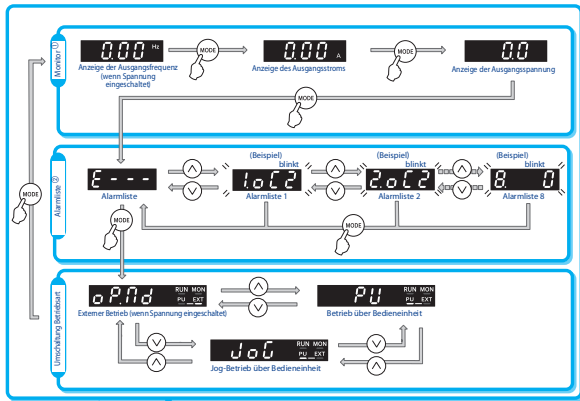 Monitor ①
0.00 Hz
MODE
0.00 A
MODE
0.0
Anzeige der Ausgangsfrequenz
(wenn Spannung
eingeschaltet)
Anzeige des Ausgangsstroms
Anzeige der Ausgangsspannung
MODE
MODE
Alarmliste ②
(Beispiel)
blinkt
(Beispiel)
blinkt
(Beispiel)
blinkt
E---
1.oC2
2.oC2
8. 0
Alarmliste
Alarmliste 1
Alarmliste 2
Alarmliste 8
MODE
MODE
Umschaltung Betriebsart
oP.nd
RUN MON
PU EXT
PU
RUN MON
PU EXT
Externer Betrieb (wenn Spannung eingeschaltet)
Betrieb über Bedieneinheit
JoG
RUN MON
PU EXT
Jog-Betrieb über Bedieneinheit